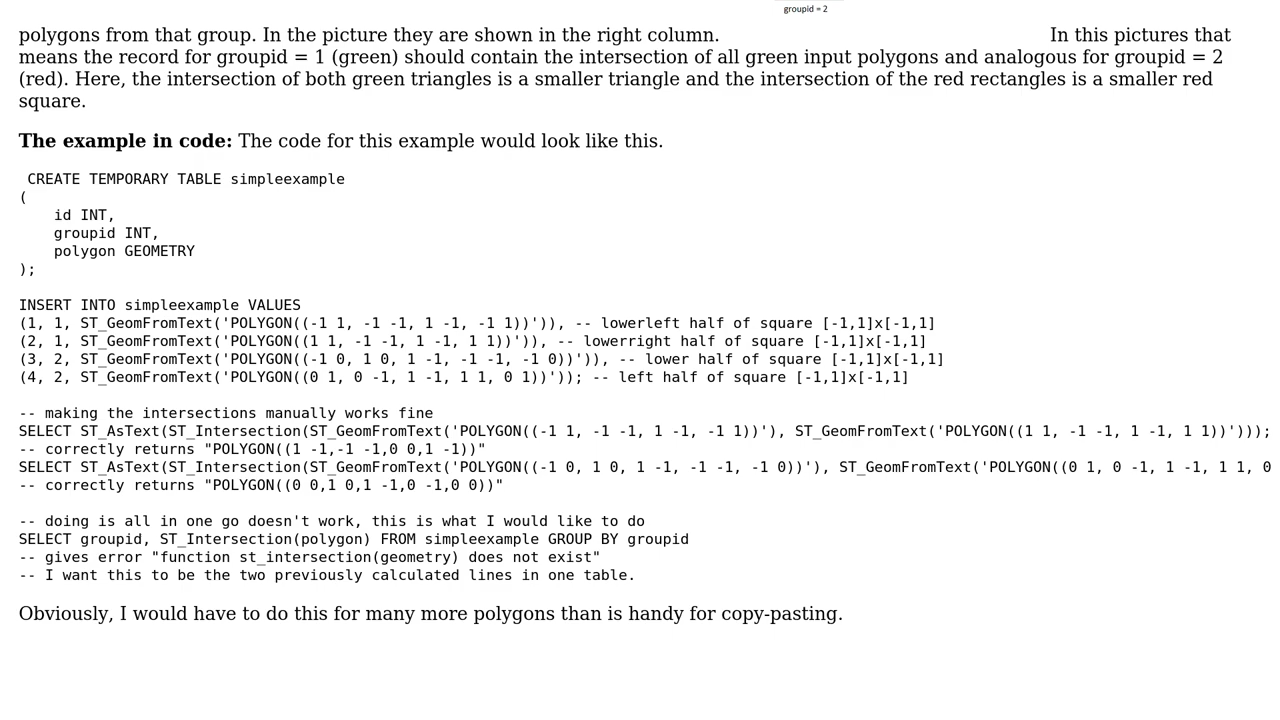 groupid = 2
polygons from that group. In the picture they are shown in the right column. In this pictures that
means the record for groupid = 1 (green) should contain the intersection of all green input polygons and analogous for groupid = 2
(red). Here, the intersection of both green triangles is a smaller triangle and the intersection of the red rectangles is a smaller red
square.
The example in code: The code for this example would look like this.
CREATE TEMPORARY TABLE simpleexample
(
    id INT,
    groupid INT,
    polygon GEOMETRY
);
INSERT INTO simpleexample VALUES
(1, 1, ST_GeomFromText('POLYGON((-1 1, -1 -1, 1 -1, -1 1))')), -- lowerleft half of square [-1,1]x[-1,1]
(2, 1, ST_GeomFromText('POLYGON((1 1, -1 -1, 1 -1, 1 1))')), -- lowerright half of square [-1,1]x[-1,1]
(3, 2, ST_GeomFromText('POLYGON((-1 0, 1 0, 1 -1, -1 -1, -1 0))')), -- lower half of square [-1,1]x[-1,1]
(4, 2, ST_GeomFromText('POLYGON((0 1, 0 -1, 1 -1, 1 1, 0 1))')); -- left half of square [-1,1]x[-1,1]
-- making the intersections manually works fine
SELECT ST_AsText(ST_Intersection(ST_GeomFromText('POLYGON((-1 1, -1 -1, 1 -1, -1 1))'), ST_GeomFromText('POLYGON((1 1, -1 -1, 1 -1, 1 1))')));
-- correctly returns "POLYGON((1 -1,-1 -1,0 0,1 -1))"
SELECT ST_AsText(ST_Intersection(ST_GeomFromText('POLYGON((-1 0, 1 0, 1 -1, -1 -1, -1 0))'), ST_GeomFromText('POLYGON((0 1, 0 -1, 1 -1, 1 1, 0
-- correctly returns "POLYGON((0 0,1 0,1 -1,0 -1,0 0))"
-- doing is all in one go doesn't work, this is what I would like to do
SELECT groupid, ST_Intersection(polygon) FROM simpleexample GROUP BY groupid
-- gives error "function st_intersection(geometry) does not exist"
-- I want this to be the two previously calculated lines in one table.
Obviously, I would have to do this for many more polygons than is handy for copy-pasting.